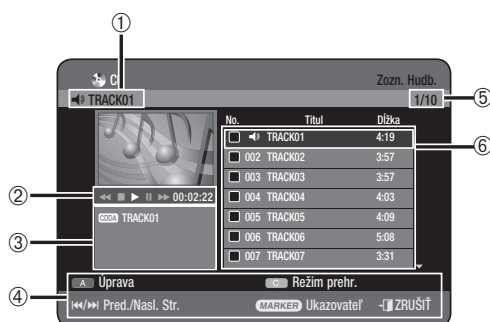 ①
C
Zozn. Hudb.
TRACK01
1/10
⑤
No. Titul Dĺžka
TRACK01 4:19
⑥
002 TRACK02 3:57
003 TRACK03 3:57
004 TRACK04 4:03
005 TRACK05 4:09
006 TRACK06 5:08
007 TRACK07 3:31
②
00:02:22
③
CDDA TRACK01
④
A Úprava
C Režim prehr.
Pred./Nasl. Str.
MARKER Ukazovateľ
ZRUŠIŤ